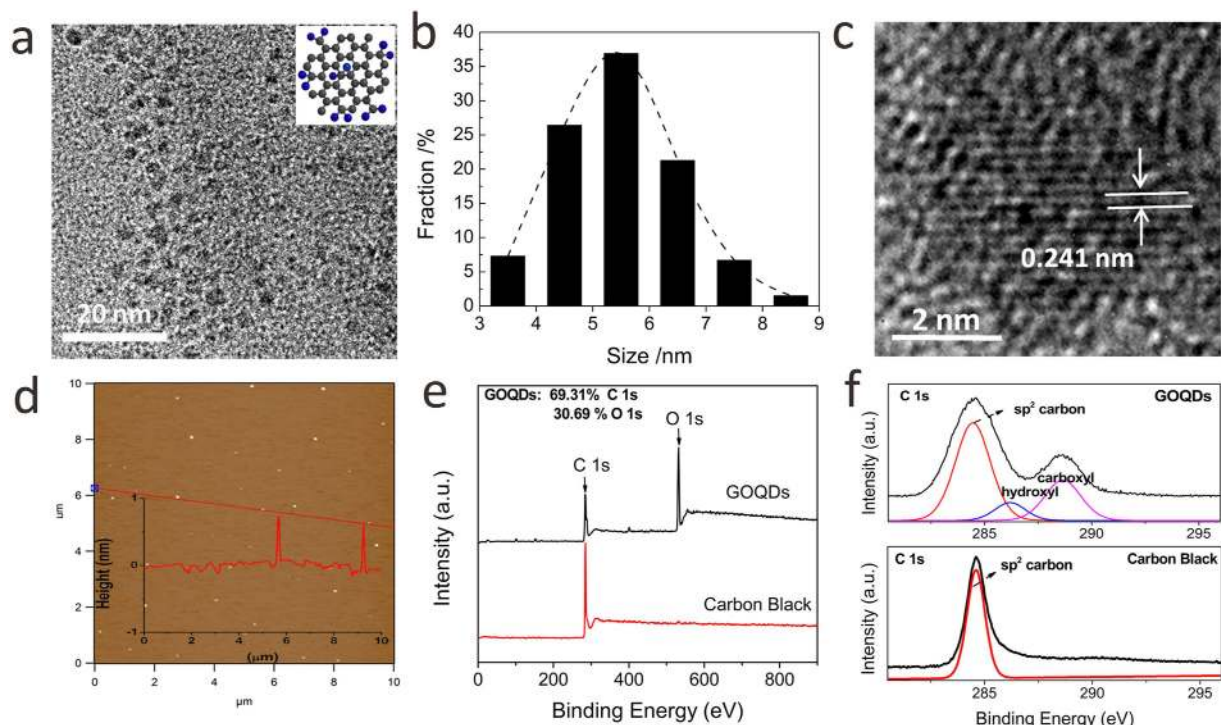 a
20 nm
b
Fraction /%
40
35
30
25
20
15
10
5
0
3 4 5 6 7 8 9
Size /nm
c
0.241 nm
2 nm
d
10
8
6
4
2
0
μm
Height (nm)
1
0
-1
0 2 4 6 8 10
(μm)
0 2 4 6 8 10
μm
e
GOQDs: 69.31% C 1s
30.69 % O 1s
O 1s
C 1s
GOQDs
Carbon Black
Intensity (a.u.)
0 200 400 600 800
Binding Energy (eV)
f
C 1s
GOQDs
sp² carbon
carboxyl
hydroxyl
Intensity (a.u.)
285 290 295
C 1s
Carbon Black
sp² carbon
Intensity (a.u.)
285 290 295
Binding Energy (eV)